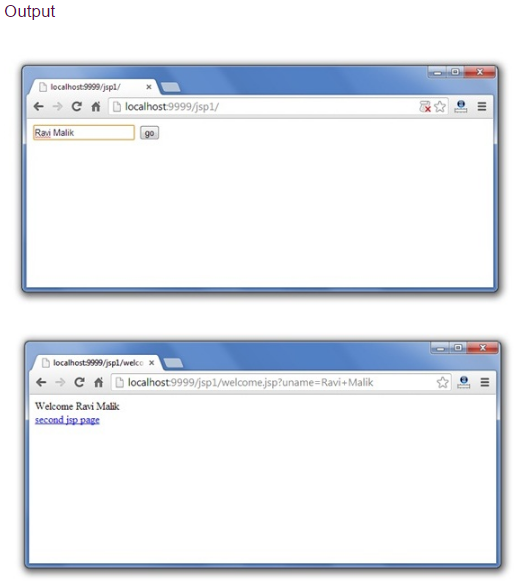 Output
localhost:9999/jsp1/
localhost:9999/jsp1/
Ravi Malik go
localhost:9999/jsp1/welc
localhost:9999/jsp1/welcome.jsp?uname=Ravi+Malik
Welcome Ravi Malik
second jsp page